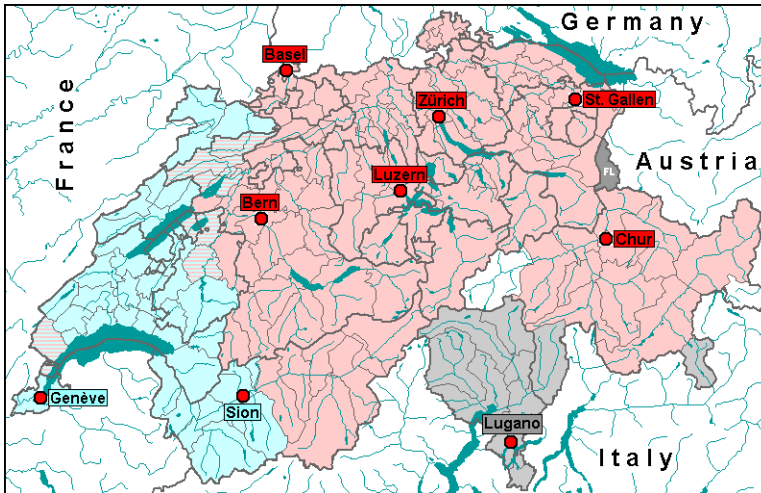 Germany
Basel
Zürich
St. Gallen
France
Austria
FL
Luzern
Bern
Chur
Genève
Sion
Lugano
Italy